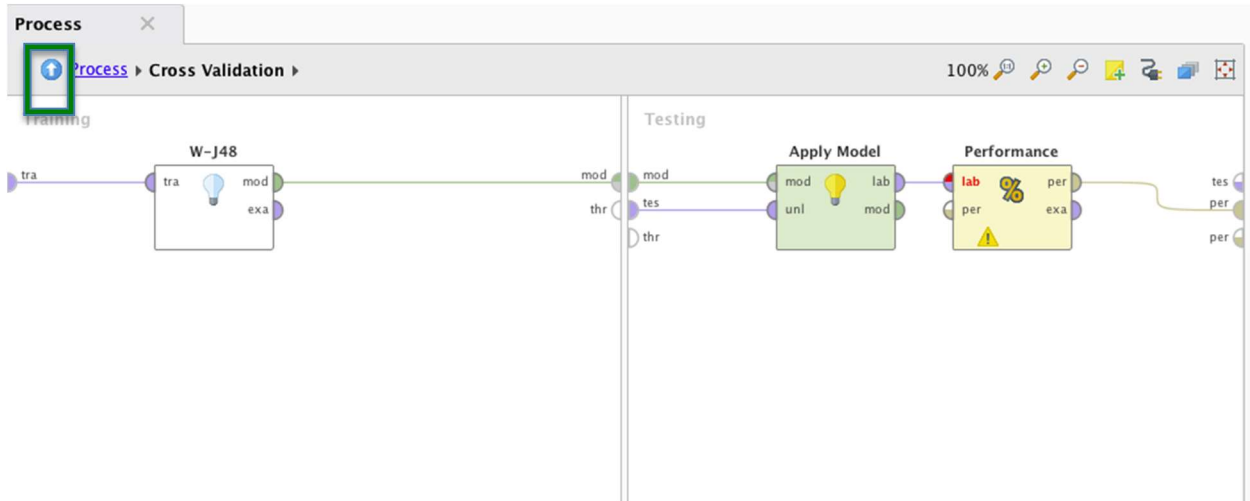 Process
Process Cross Validation
100%
Training
Testing
W-J48
Apply Model
Performance
tra
tra
mod
exa
mod
thr
mod
tes
thr
mod
lab
unl
mod
lab
%
per
per
exa
tes
per
per